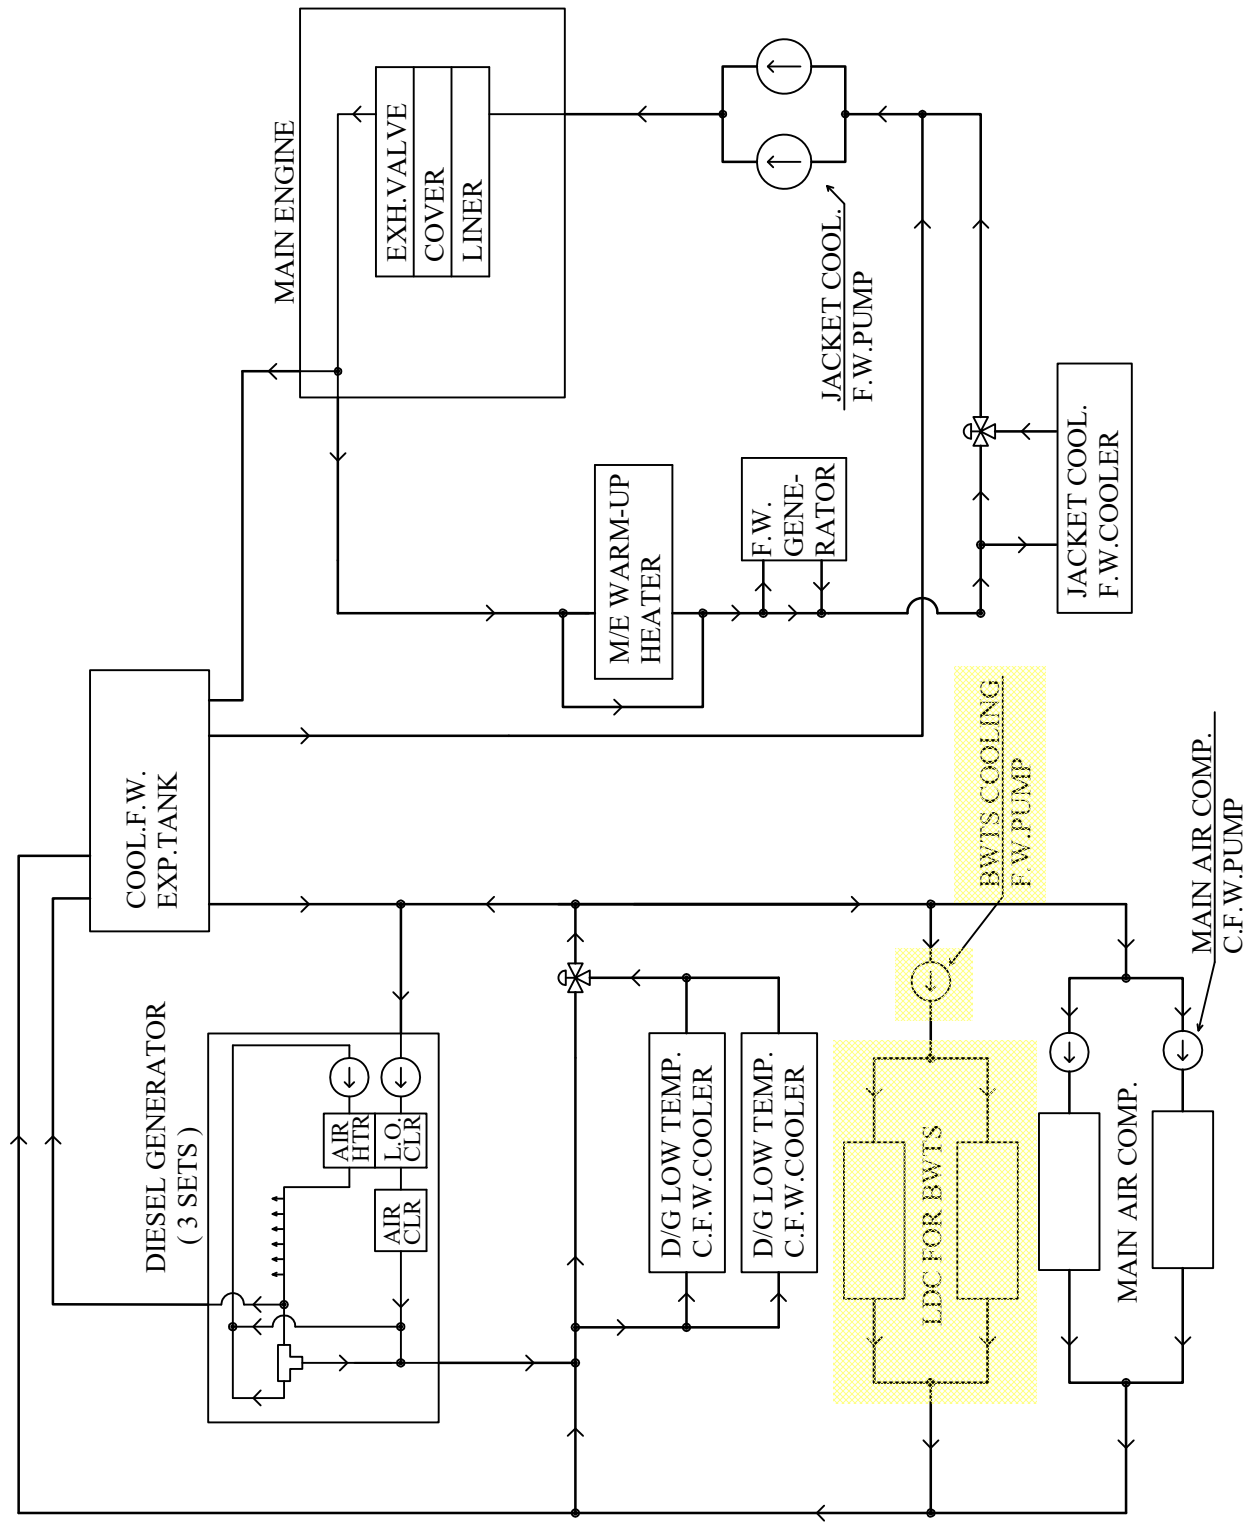 MAIN ENGINE
EXH.VALVE
COVER
LINER
JACKET COOL.
F.W.PUMP
M/E WARM-UP
HEATER
F.W.
GENE-
RATOR
JACKET COOL.
F.W.COOLER
COOL.F.W.
EXP.TANK
BWTS COOLING
F.W.PUMP
MAIN AIR COMP.
C.F.W.PUMP
DIESEL GENERATOR
( 3 SETS )
AIR
HTR
L.O.
CLR
AIR
CLR
D/G LOW TEMP.
C.F.W.COOLER
D/G LOW TEMP.
C.F.W.COOLER
LDC FOR BWTS
MAIN AIR COMP.